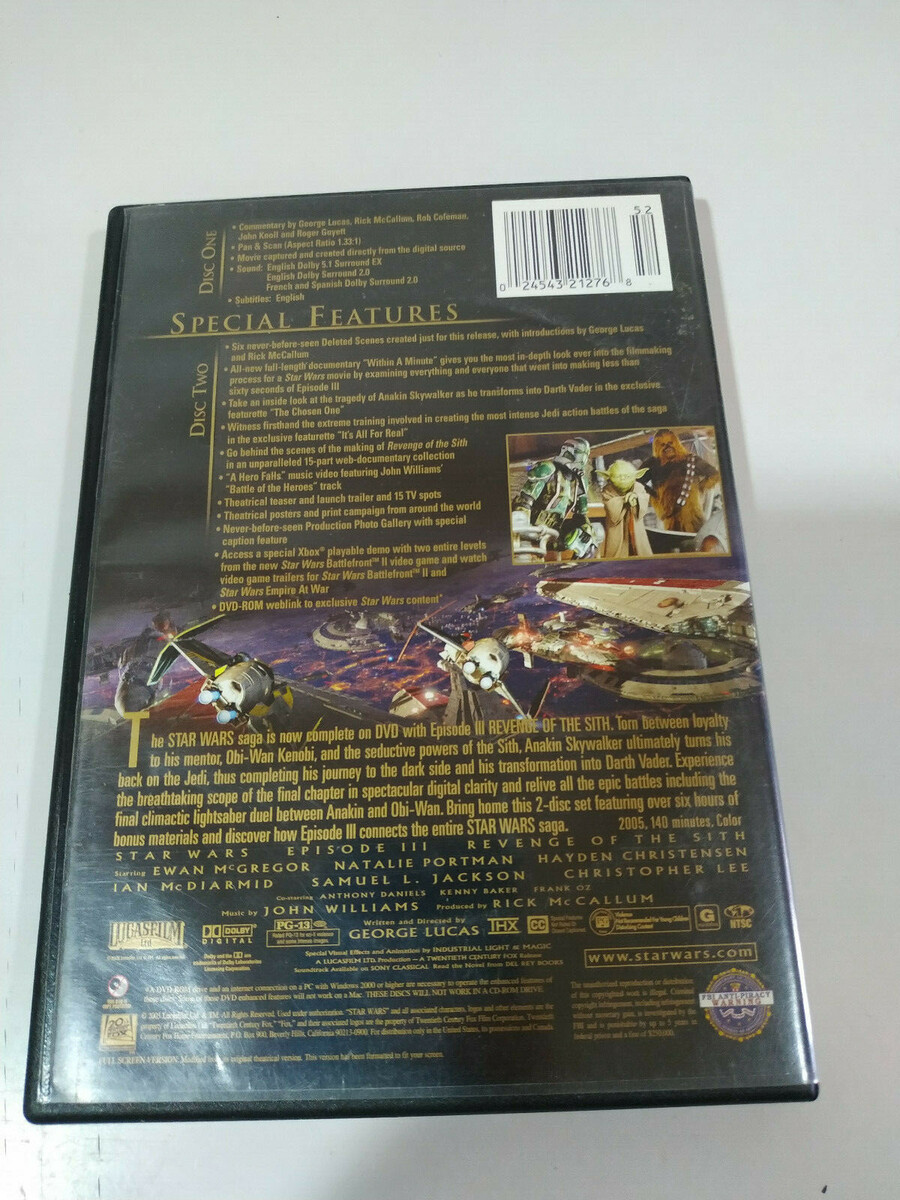 DISC ONE
• Commentary by George Lucas, Rick McCallum, Rob Coleman,
John Knoll and Roger Guyett
• Pan & Scan (Aspect Ratio 1.33:1)
• Movie captured and created directly from the digital source
• Sound: English Dolby 5.1 Surround EX
English Dolby Surround 2.0
French and Spanish Dolby Surround 2.0
• Subtitles: English
52
0 24543 21276 8
SPECIAL FEATURES
DISC TWO
• Six never-before-seen Deleted Scenes created just for this release, with introductions by George Lucas
and Rick McCallum
• All-new full-length documentary "Within A Minute" gives you the most in-depth look ever into the filmmaking
process for a Star Wars movie by examining everything and everyone that went into making less than
sixty seconds of Episode III
• Take an inside look at the tragedy of Anakin Skywalker as he transforms into Darth Vader in the exclusive
featurette "The Chosen One"
• Witness firsthand the extreme training involved in creating the most intense Jedi action battles of the saga
in the exclusive featurette "It's All For Real"
• Go behind the scenes of the making of Revenge of the Sith
in an unparalleled 15-part web-documentary collection
• "A Hero Falls" music video featuring John Williams'
"Battle of the Heroes" track
• Theatrical teaser and launch trailer and 15 TV spots
• Theatrical posters and print campaign from around the world
• Never-before-seen Production Photo Gallery with special
caption feature
• Access a special Xbox® playable demo with two entire levels
from the new Star Wars Battlefront™ II video game and watch
video game trailers for Star Wars Battlefront™ II and
Star Wars Empire At War
• DVD-ROM weblink to exclusive Star Wars content*
The STAR WARS saga is now complete on DVD with Episode III REVENGE OF THE SITH. Torn between loyalty
to his mentor, Obi-Wan Kenobi, and the seductive powers of the Sith, Anakin Skywalker ultimately turns his
back on the Jedi, thus completing his journey to the dark side and his transformation into Darth Vader. Experience
the breathtaking scope of the final chapter in spectacular digital clarity and relive all the epic battles including the
final climactic lightsaber duel between Anakin and Obi-Wan. Bring home this 2-disc set featuring over six hours of
bonus materials and discover how Episode III connects the entire STAR WARS saga. 2005, 140 minutes. Color
STAR WARS EPISODE III REVENGE OF THE SITH
Starring EWAN McGREGOR NATALIE PORTMAN HAYDEN CHRISTENSEN
IAN McDIARMID SAMUEL L. JACKSON CHRISTOPHER LEE
Co-starring ANTHONY DANIELS KENNY BAKER FRANK OZ
Music by JOHN WILLIAMS Produced by RICK McCALLUM
Written and Directed by
GEORGE LUCAS
LUCASFILM
Ltd
DOLBY
DIGITAL
PG-13
THX
CC
G
NTSC
Special Visual Effects and Animation by INDUSTRIAL LIGHT & MAGIC
A LUCASFILM LTD. Production – A TWENTIETH CENTURY FOX Release
Soundtrack Available on SONY CLASSICAL Read the Novel from DEL REY BOOKS
www.starwars.com
FBI ANTI-PIRACY
WARNING